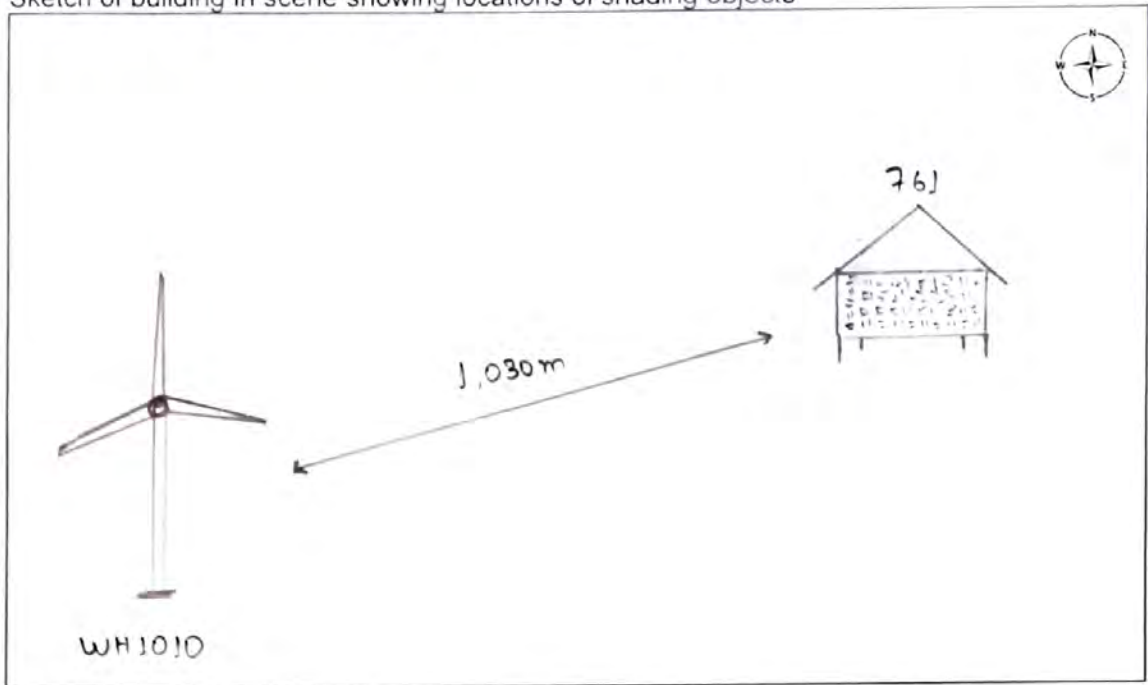 Sketch of building in scene showing locations of shading objects
N
W E
S
761
1,030m
WH1010